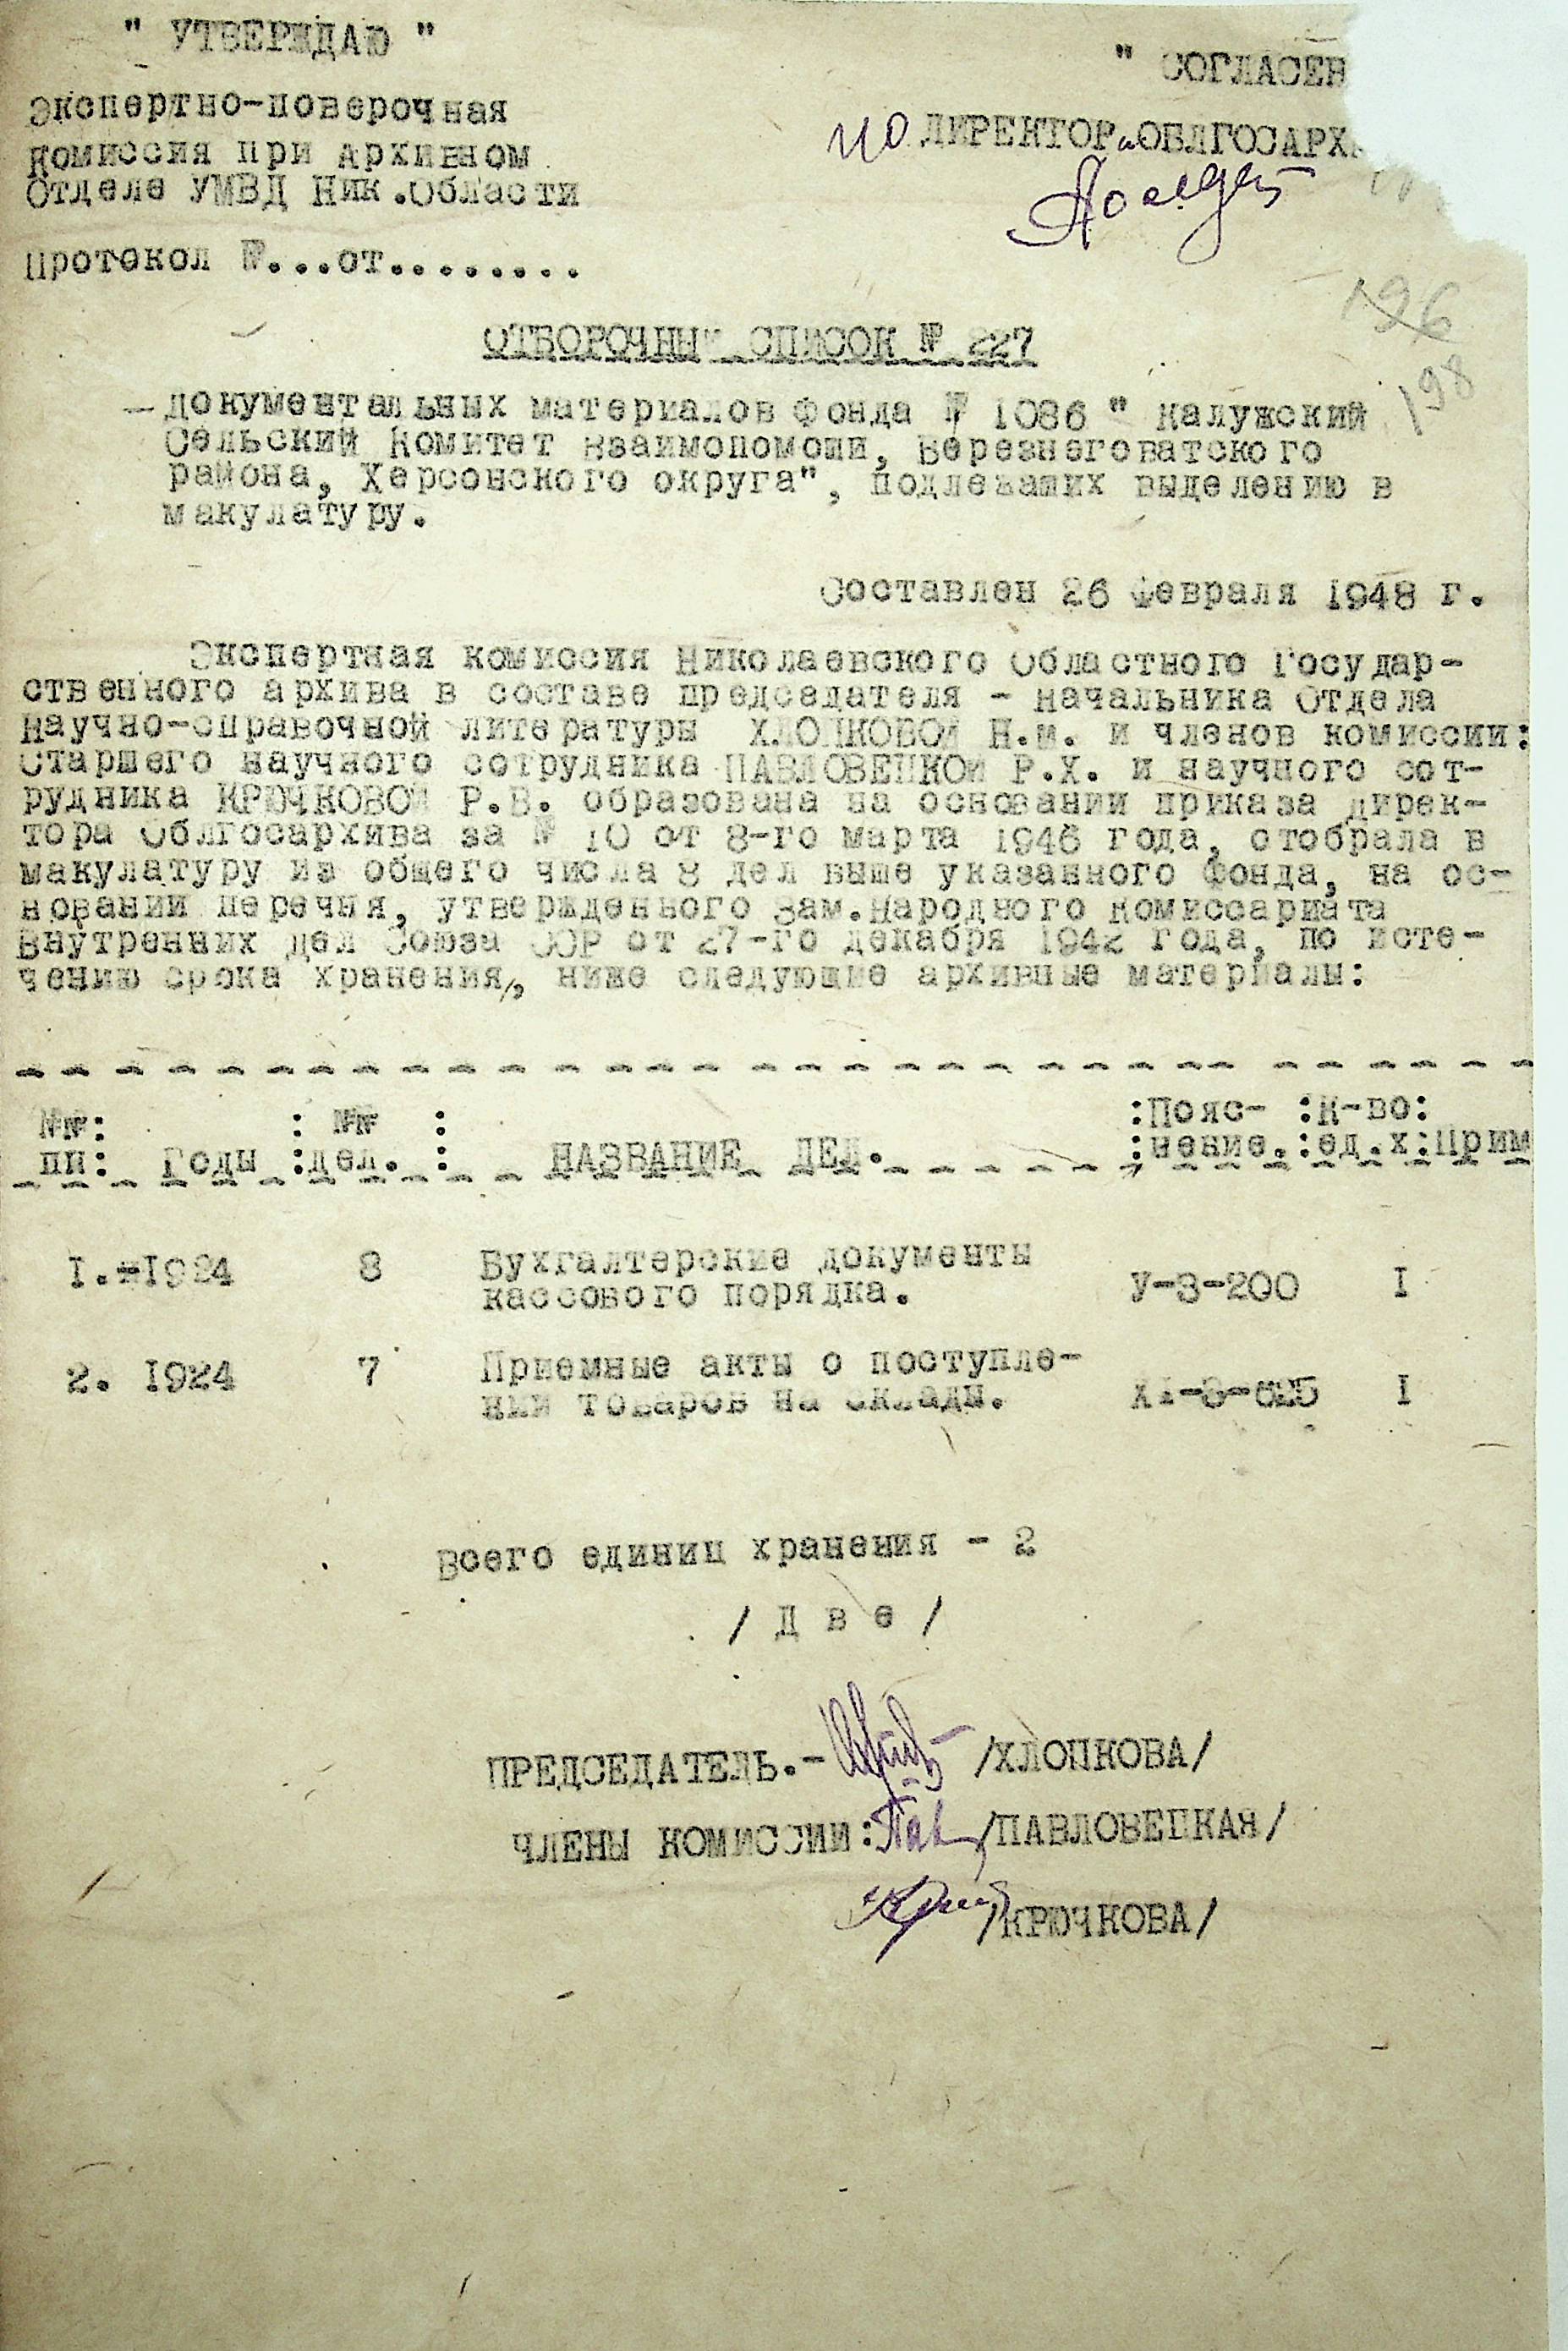 " УТВЕРЖДАЮ "
Экспертно-поверочная
комиссия при архивном
Отделе УМВД Ник.Области
Протокол №...от........
" СОГЛАСЕН
ио ДИРЕКТОРа ОБЛГОСАРХ
196
198
ОТБОРОЧНЫЙ СПИСОК № 227
- документальных материалов фонда № 1086 " Калужский
Сельский Комитет Взаимопомощи, Березнеговатского
района, Херсонского округа", подлежащих выделению в
макулатуру.
Составлен 26 февраля 1948 г.
Экспертная комиссия Николаевского Областного Государ-
ственного архива в составе председателя - начальника Отдела
Научно-справочной литературы ХЛОПКОВОЙ Н.М. и членов комиссии:
Старшего научного сотрудника ПАВЛОВЕЦКОЙ Р.Х. и научного сот-
рудника КРЮЧКОВОЙ Р.В. образована на основании приказа дирек-
тора Облгосархива за № 10 от 8-го марта 1946 года, отобрала в
макулатуру из общего числа 8 дел выше указанного фонда, на ос-
новании перечня, утвержденного Зам.Народного Комиссариата
Внутренних Дел Союза ССР от 27-го декабря 1942 года, по исте-
чению срока хранения, ниже следующие архивные материалы:
№№: : №№ : :Пояс- :К-во:
пп: Годы :дел. : НАЗВАНИЕ ДЕЛ. :нение.:ед.х:Прим
I.-I924 8 Бухгалтерские документы
кассового порядка. У-3-200 I
2. I924 7 Приемные акты о поступле-
нии товаров на склады. XI-3-625 I
Всего единиц хранения - 2
/ Д в е /
ПРЕДСЕДАТЕЛЬ.- /ХЛОПКОВА/
ЧЛЕНЫ КОМИССИИ: Пав /ПАВЛОВЕЦКАЯ/
/КРЮЧКОВА/